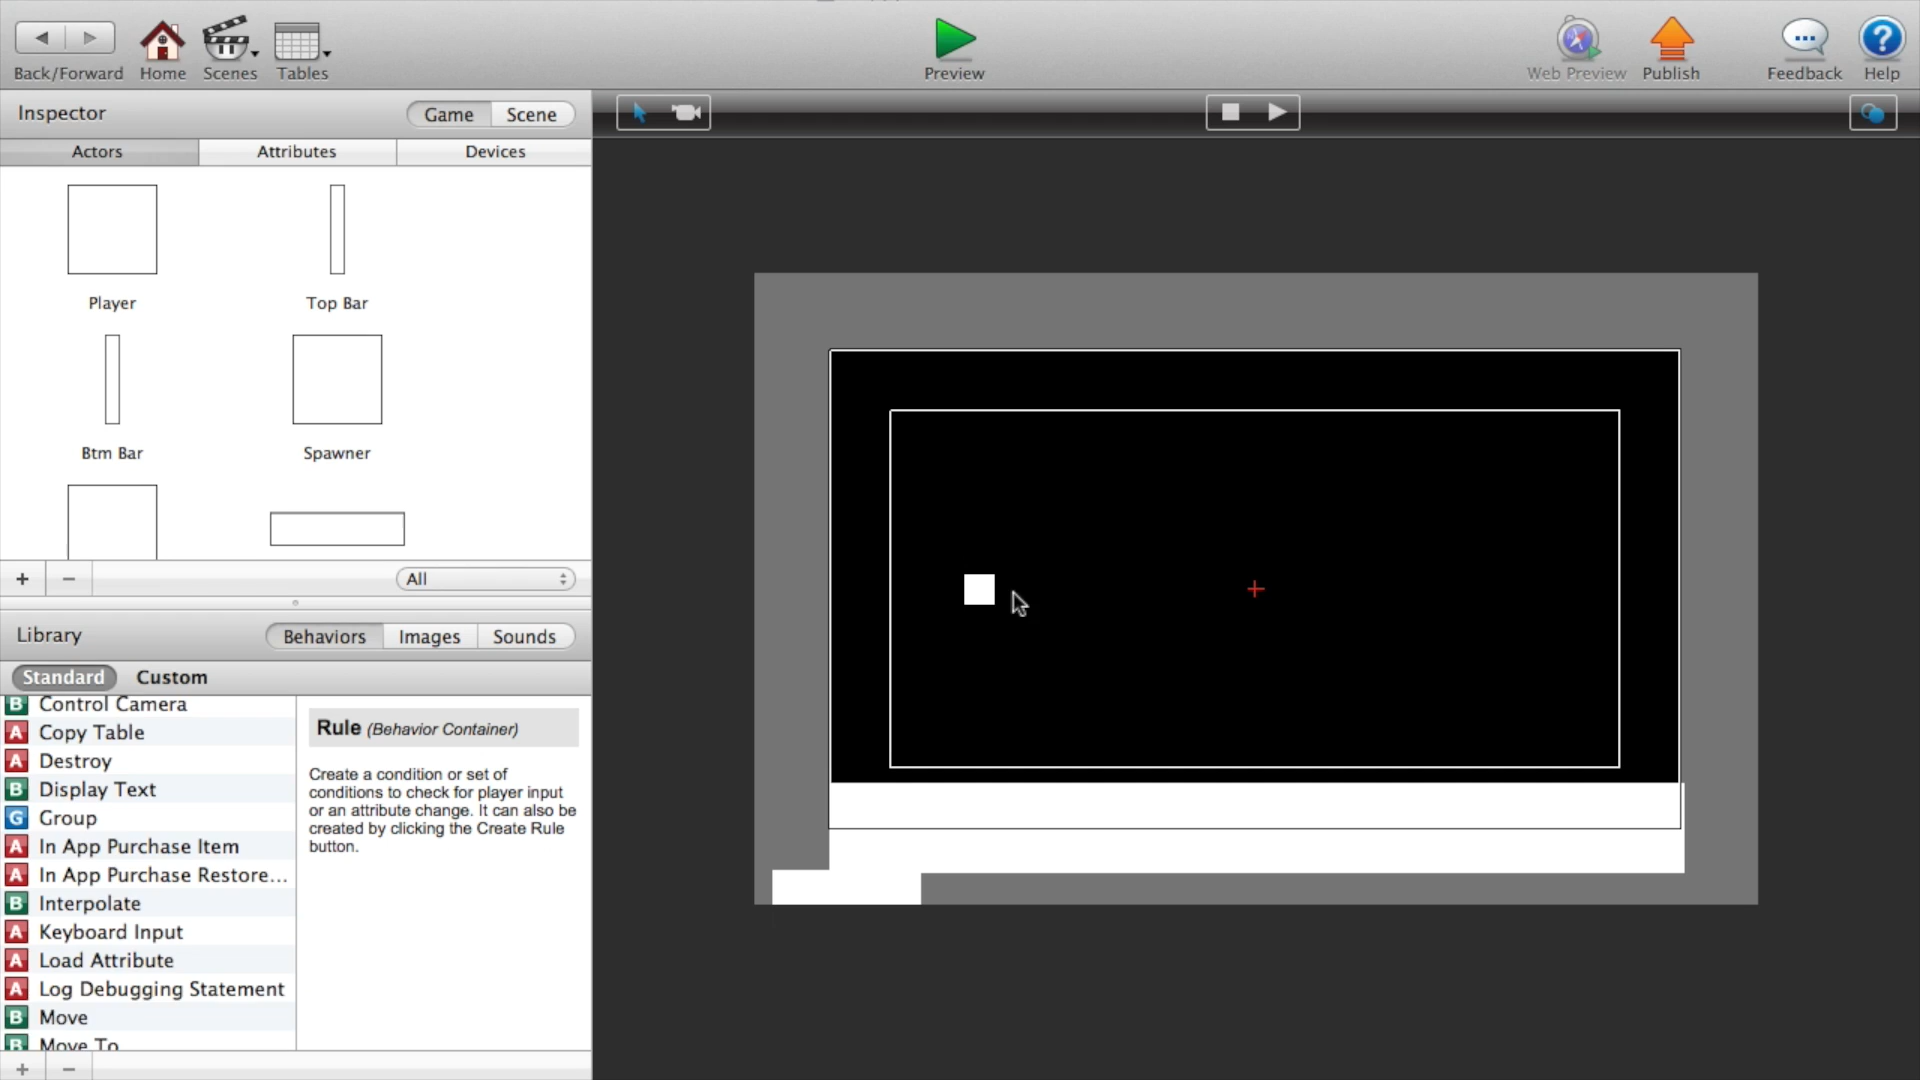 Back/Forward Home Scenes Tables Preview Web Preview Publish Feedback Help
Inspector Game Scene
Actors Attributes Devices
Player Top Bar
Btm Bar Spawner
+ − All
Library Behaviors Images Sounds
Standard Custom
B Control Camera
A Copy Table
A Destroy
B Display Text
G Group
A In App Purchase Item
A In App Purchase Restore...
B Interpolate
A Keyboard Input
A Load Attribute
A Log Debugging Statement
B Move
B Move To
Rule (Behavior Container)
Create a condition or set of
conditions to check for player input
or an attribute change. It can also be
created by clicking the Create Rule
button.
+ −